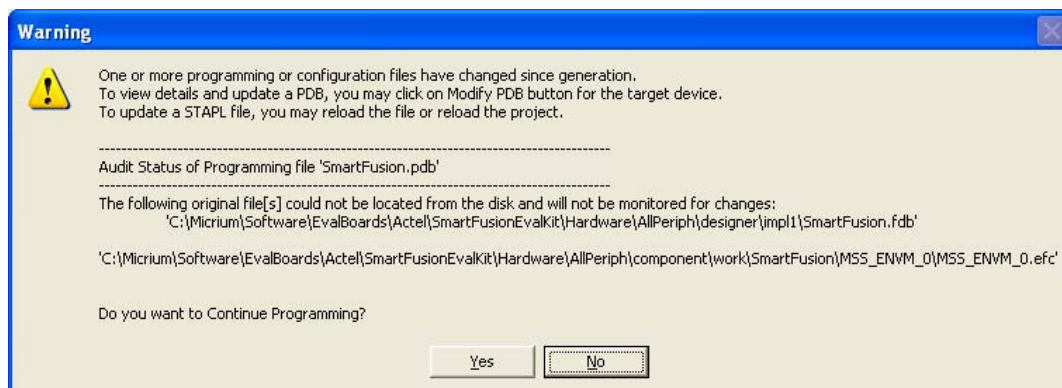 Warning
One or more programming or configuration files have changed since generation.
To view details and update a PDB, you may click on Modify PDB button for the target device.
To update a STAPL file, you may reload the file or reload the project.
--------------------------------------------------------------------------------------
Audit Status of Programming file 'SmartFusion.pdb'
--------------------------------------------------------------------------------------
The following original file[s] could not be located from the disk and will not be monitored for changes:
'C:\Micrium\Software\EvalBoards\Actel\SmartFusionEvalKit\Hardware\AllPeriph\designer\impl1\SmartFusion.fdb'
'C:\Micrium\Software\EvalBoards\Actel\SmartFusionEvalKit\Hardware\AllPeriph\component\work\SmartFusion\MSS_ENVM_0\MSS_ENVM_0.efc'
Do you want to Continue Programming?
Yes No